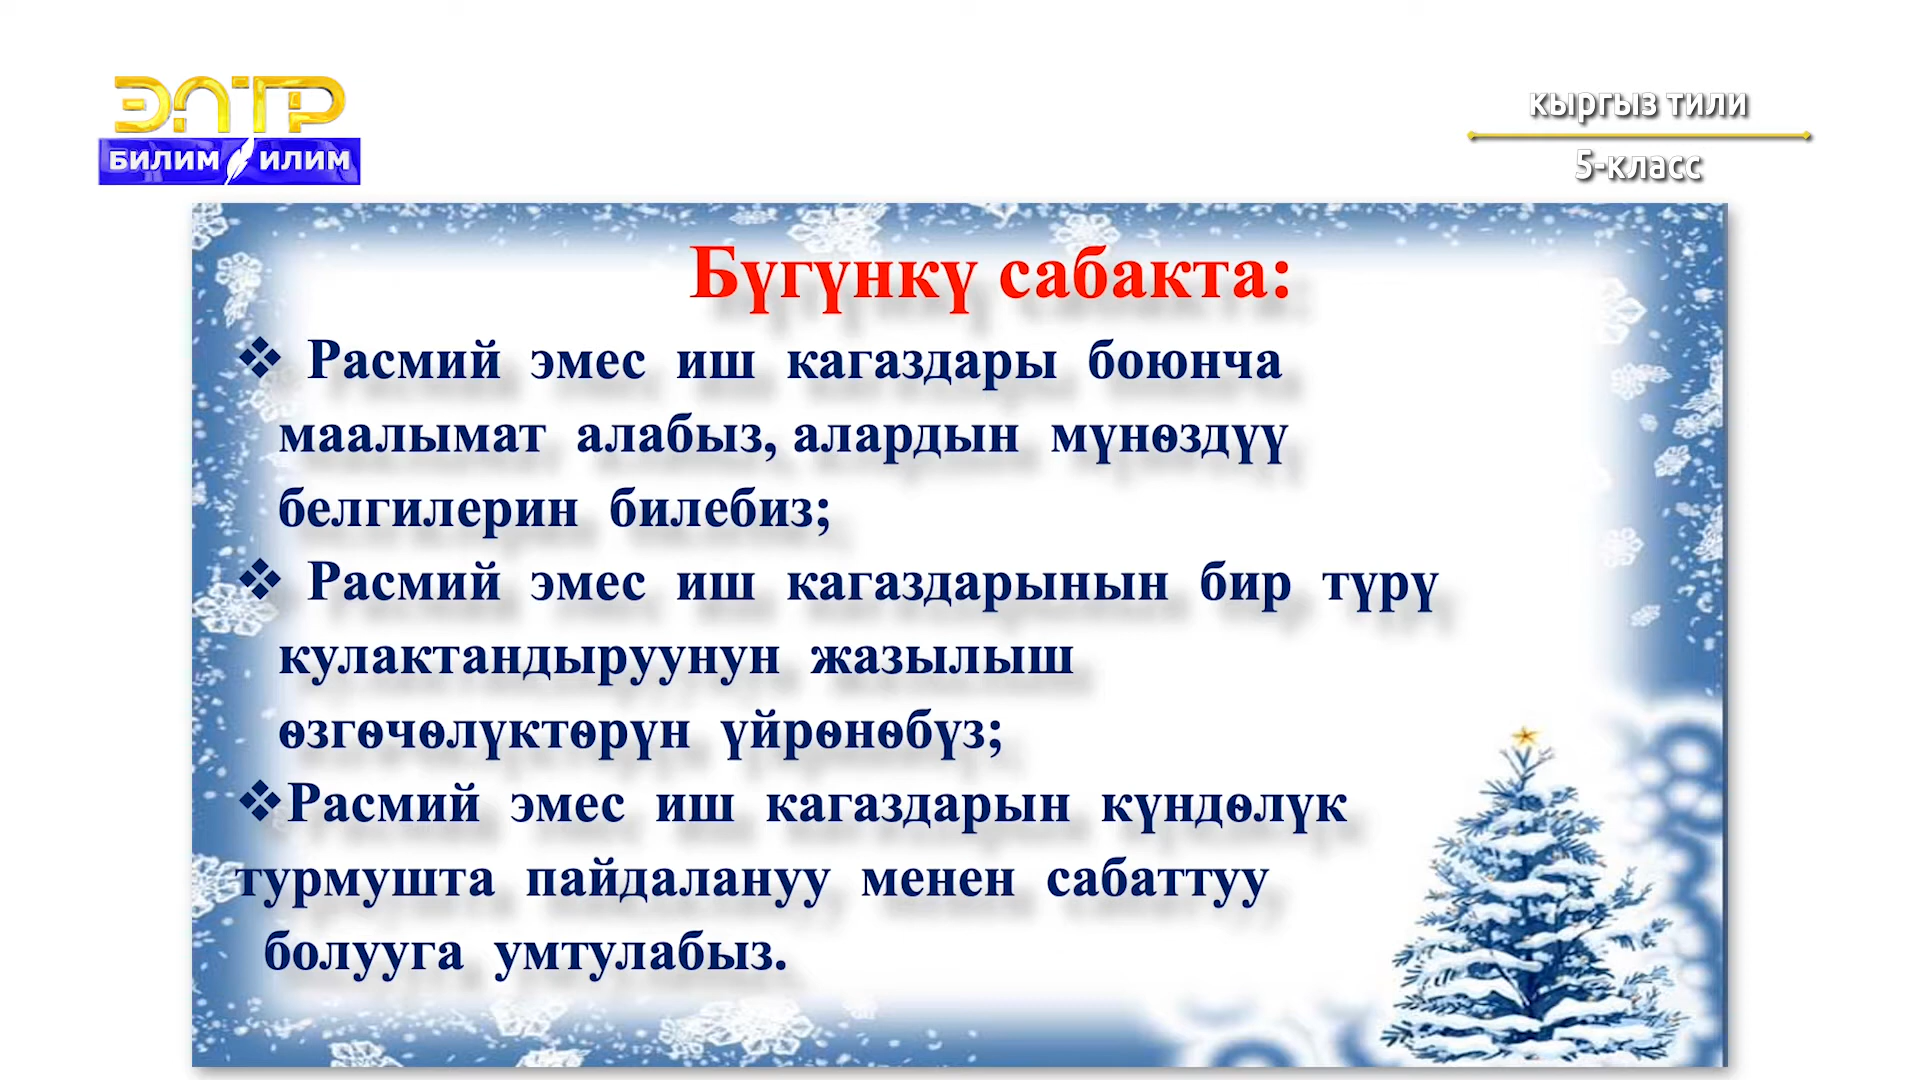 ЭЛТР
БИЛИМ ИЛИМ
кыргыз тили
5-класс
Бүгүнкү сабакта:
❖ Расмий эмес иш кагаздары боюнча
маалымат алабыз, алардын мүнөздүү
белгилерин билебиз;
❖ Расмий эмес иш кагаздарынын бир түрү
кулактандыруунун жазылыш
өзгөчөлүктөрүн үйрөнөбүз;
❖Расмий эмес иш кагаздарын күндөлүк
турмушта пайдалануу менен сабаттуу
болууга умтулабыз.